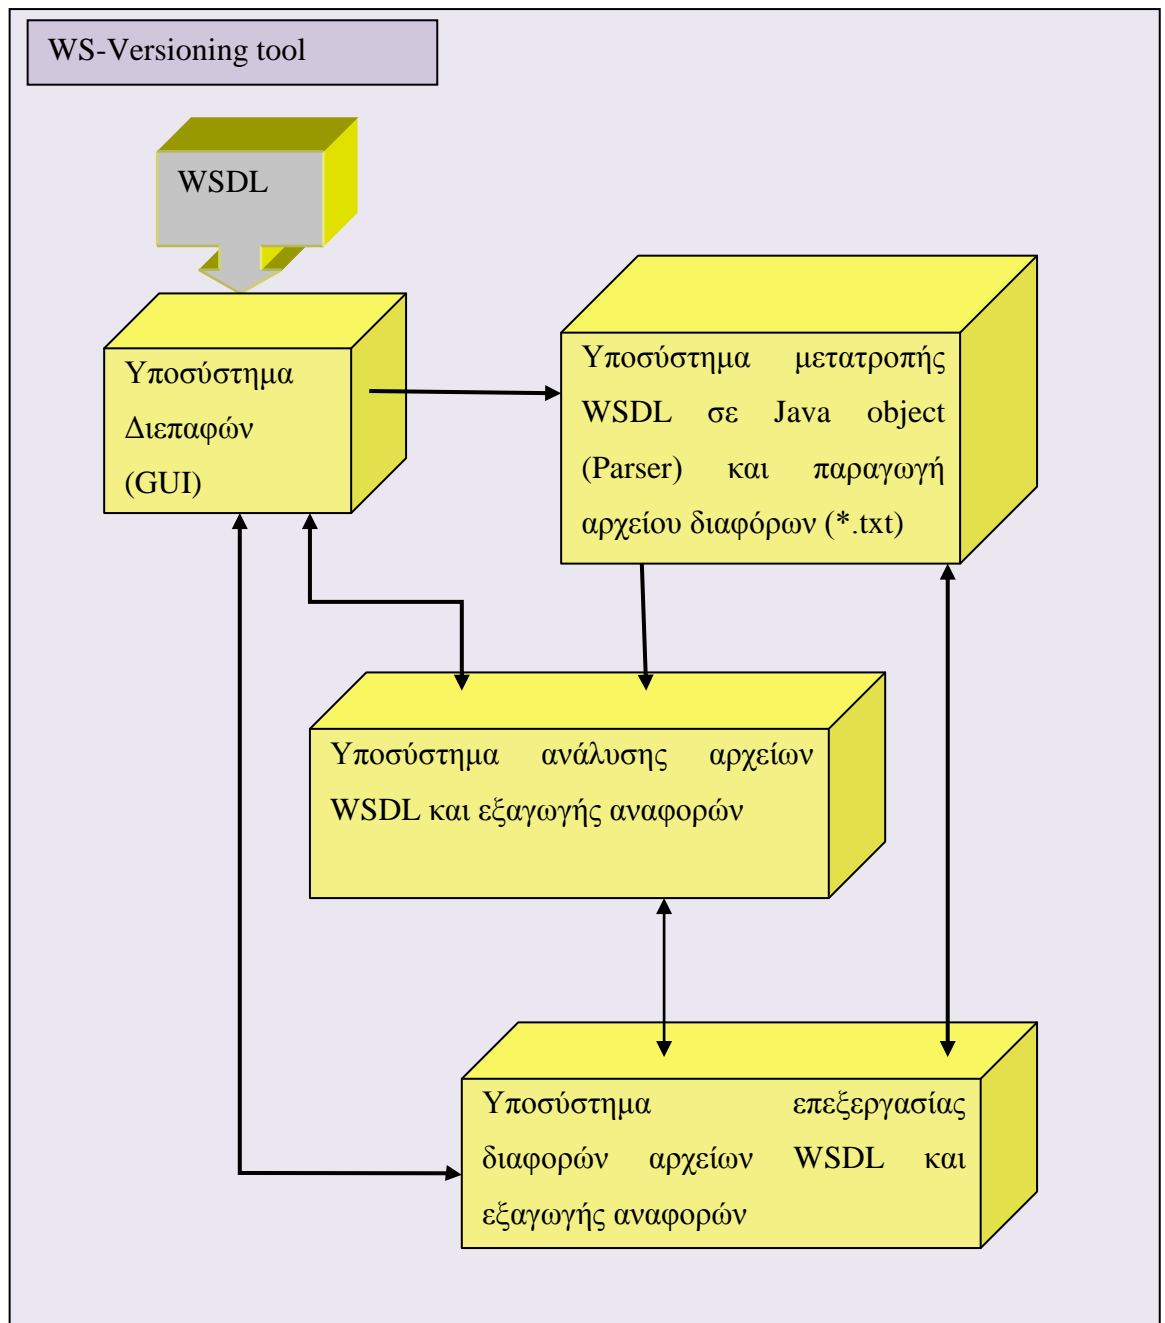 WS-Versioning tool
WSDL
Υποσύστημα
Διεπαφών
(GUI)
Υποσύστημα μετατροπής
WSDL σε Java object
(Parser) και παραγωγή
αρχείου διαφόρων (*.txt)
Υποσύστημα ανάλυσης αρχείων
WSDL και εξαγωγής αναφορών
Υποσύστημα επεξεργασίας
διαφορών αρχείων WSDL και
εξαγωγής αναφορών